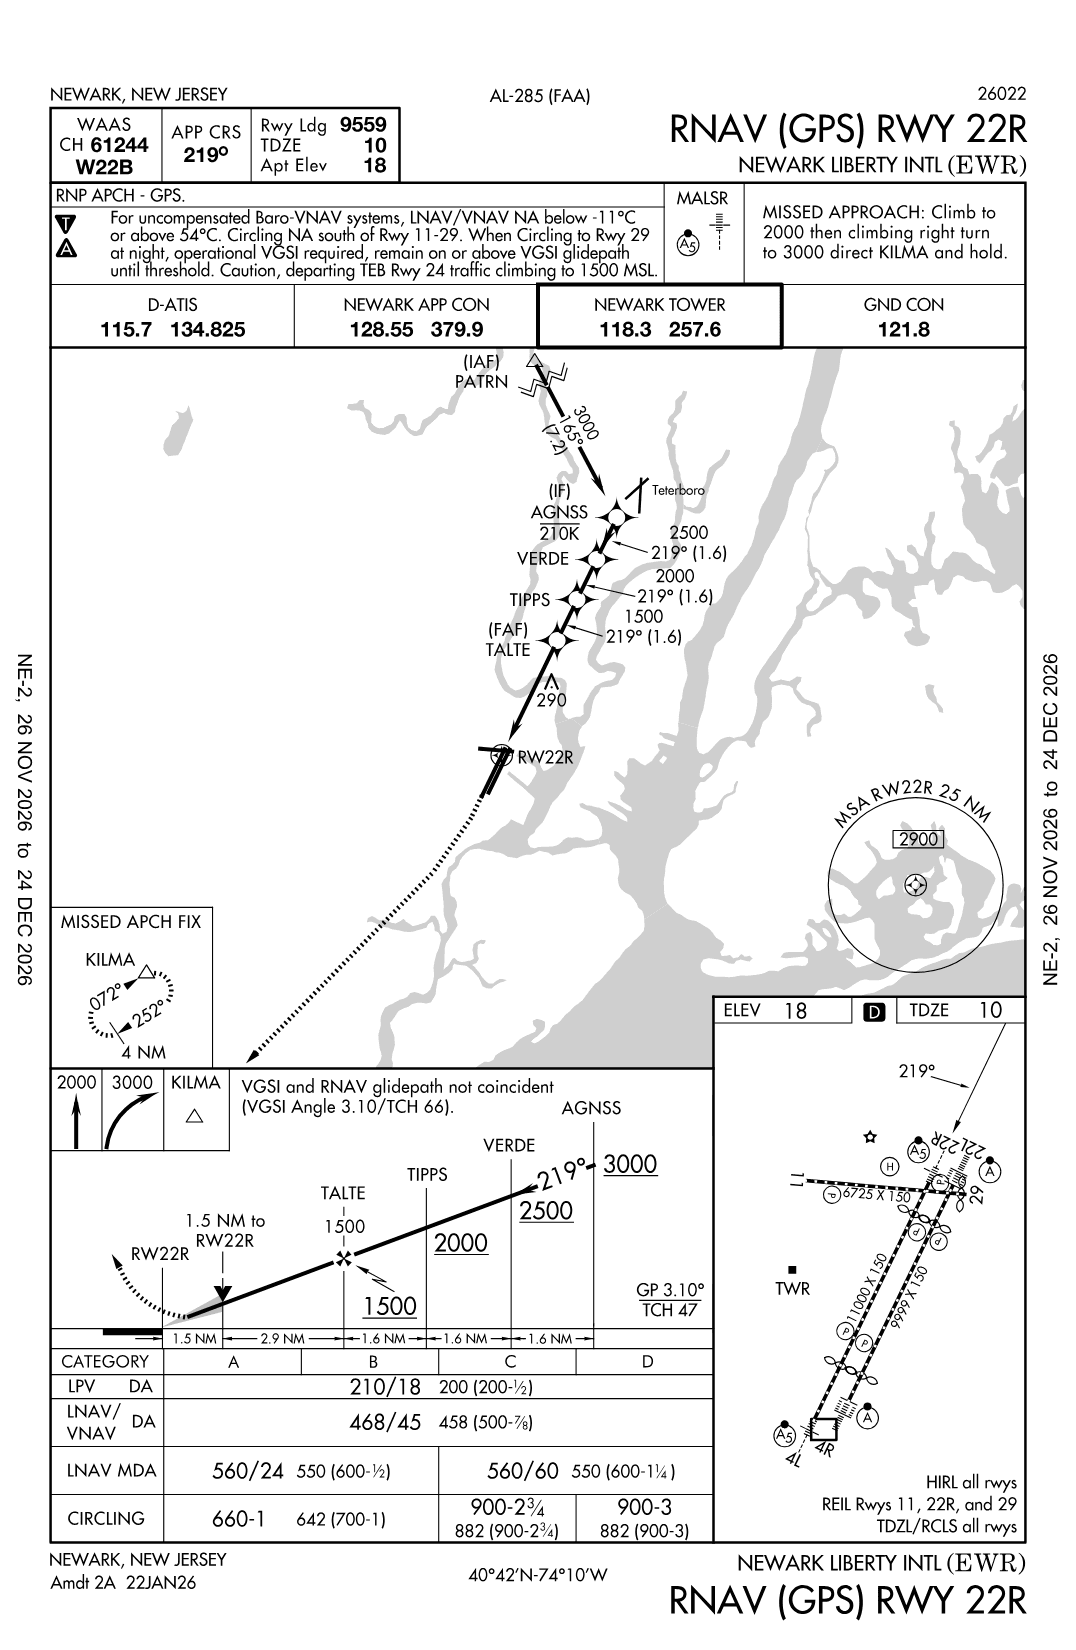 NEWARK, NEW JERSEY
AL-285 (FAA)
26022
WAAS
CH 61244
W22B
APP CRS
219°
Rwy Ldg 9559
TDZE 10
Apt Elev 18
RNAV (GPS) RWY 22R
NEWARK LIBERTY INTL (EWR)
RNP APCH - GPS.
T
A
For uncompensated Baro-VNAV systems, LNAV/VNAV NA below -11°C
or above 54°C. Circling NA south of Rwy 11-29. When Circling to Rwy 29
at night, operational VGSI required, remain on or above VGSI glidepath
until threshold. Caution, departing TEB Rwy 24 traffic climbing to 1500 MSL.
MALSR
A5
MISSED APPROACH: Climb to
2000 then climbing right turn
to 3000 direct KILMA and hold.
D-ATIS
115.7 134.825
NEWARK APP CON
128.55 379.9
NEWARK TOWER
118.3 257.6
GND CON
121.8
(IAF)
PATRN
3000
165°
(7.2)
(IF)
AGNSS
210K
Teterboro
2500
219° (1.6)
VERDE
2000
219° (1.6)
TIPPS
1500
219° (1.6)
(FAF)
TALTE
290
RW22R
MSA RW22R 25 NM
2900
NE-2, 26 NOV 2026 to 24 DEC 2026
NE-2, 26 NOV 2026 to 24 DEC 2026
MISSED APCH FIX
KILMA
072°
252°
4 NM
ELEV 18
D
TDZE 10
219°
A5
22R
22L
A
H
P
11
6725 X 150
P
29
P
P
11000 X 150
9999 X 150
TWR
P
P
A
A5
4L
4R
HIRL all rwys
REIL Rwys 11, 22R, and 29
TDZL/RCLS all rwys
2000
3000
KILMA
VGSI and RNAV glidepath not coincident
(VGSI Angle 3.10/TCH 66).
AGNSS
VERDE
TIPPS
TALTE
219°
3000
2500
2000
1500
1500
1.5 NM to
RW22R
RW22R
GP 3.10°
TCH 47
1.5 NM
2.9 NM
1.6 NM
1.6 NM
1.6 NM
CATEGORY A B C D
LPV DA 210/18 200 (200-½)
LNAV/
VNAV DA 468/45 458 (500-⅞)
LNAV MDA 560/24 550 (600-½) 560/60 550 (600-1¼)
CIRCLING 660-1 642 (700-1) 900-2¾ 882 (900-2¾) 900-3 882 (900-3)
NEWARK, NEW JERSEY
Amdt 2A 22JAN26
40°42'N-74°10'W
NEWARK LIBERTY INTL (EWR)
RNAV (GPS) RWY 22R